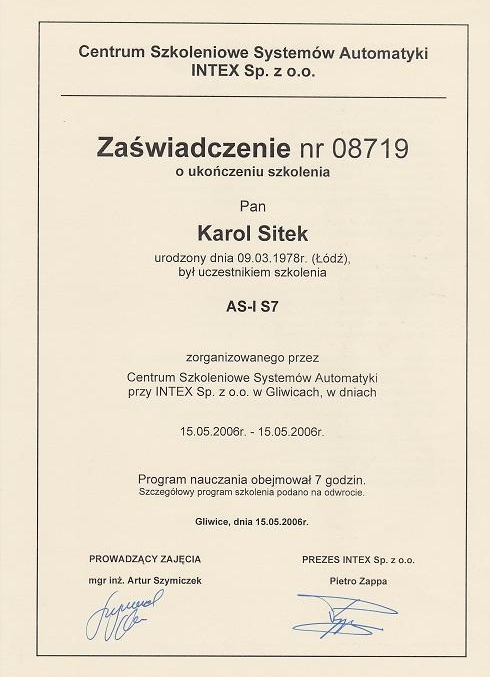 Centrum Szkoleniowe Systemów Automatyki
INTEX Sp. z o.o.
Zaświadczenie nr 08719
o ukończeniu szkolenia
Pan
Karol Sitek
urodzony dnia 09.03.1978r. (Łódź),
był uczestnikiem szkolenia
AS-I S7
zorganizowanego przez
Centrum Szkoleniowe Systemów Automatyki
przy INTEX Sp. z o.o. w Gliwicach, w dniach
15.05.2006r. - 15.05.2006r.
Program nauczania obejmował 7 godzin.
Szczegółowy program szkolenia podano na odwrocie.
Gliwice, dnia 15.05.2006r.
PROWADZĄCY ZAJĘCIA
mgr inż. Artur Szymiczek
PREZES INTEX Sp. z o.o.
Pietro Zappa